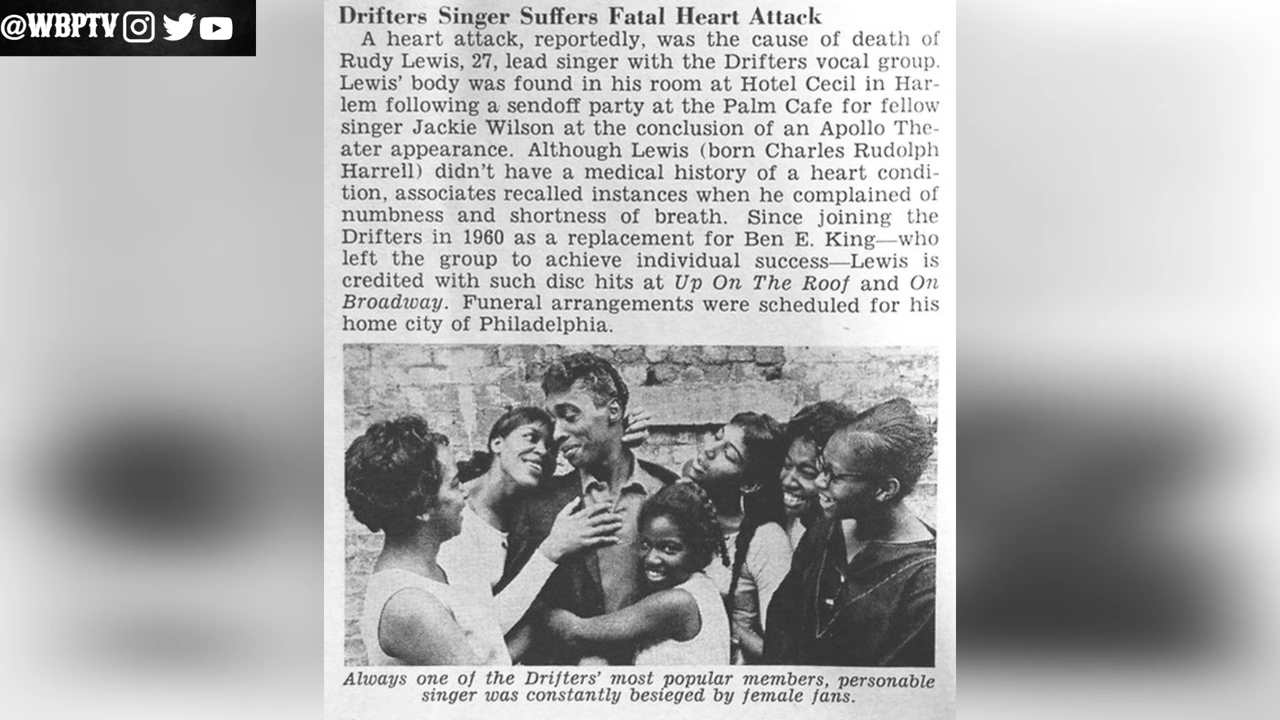 @WBPTV
Drifters Singer Suffers Fatal Heart Attack
A heart attack, reportedly, was the cause of death of
Rudy Lewis, 27, lead singer with the Drifters vocal group.
Lewis' body was found in his room at Hotel Cecil in Har-
lem following a sendoff party at the Palm Cafe for fellow
singer Jackie Wilson at the conclusion of an Apollo The-
ater appearance. Although Lewis (born Charles Rudolph
Harrell) didn't have a medical history of a heart condi-
tion, associates recalled instances when he complained of
numbness and shortness of breath. Since joining the
Drifters in 1960 as a replacement for Ben E. King—who
left the group to achieve individual success—Lewis is
credited with such disc hits at Up On The Roof and On
Broadway. Funeral arrangements were scheduled for his
home city of Philadelphia.
Always one of the Drifters' most popular members, personable
singer was constantly besieged by female fans.